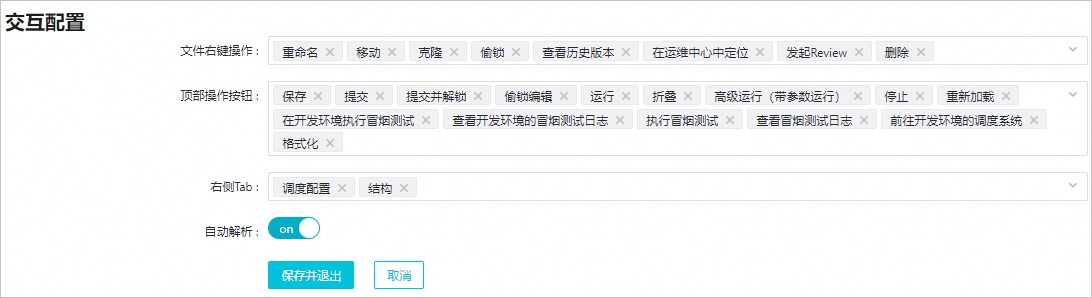 交互配置
文件右键操作： 重命名 × 移动 × 克隆 × 偷锁 × 查看历史版本 × 在运维中心中定位 × 发起Review × 删除 ×
顶部操作按钮： 保存 × 提交 × 提交并解锁 × 偷锁编辑 × 运行 × 折叠 × 高级运行（带参数运行） × 停止 × 重新加载 ×
在开发环境执行冒烟测试 × 查看开发环境的冒烟测试日志 × 执行冒烟测试 × 查看冒烟测试日志 × 前往开发环境的调度系统 ×
格式化 ×
右侧Tab： 调度配置 × 结构 ×
自动解析： on
保存并退出 取消